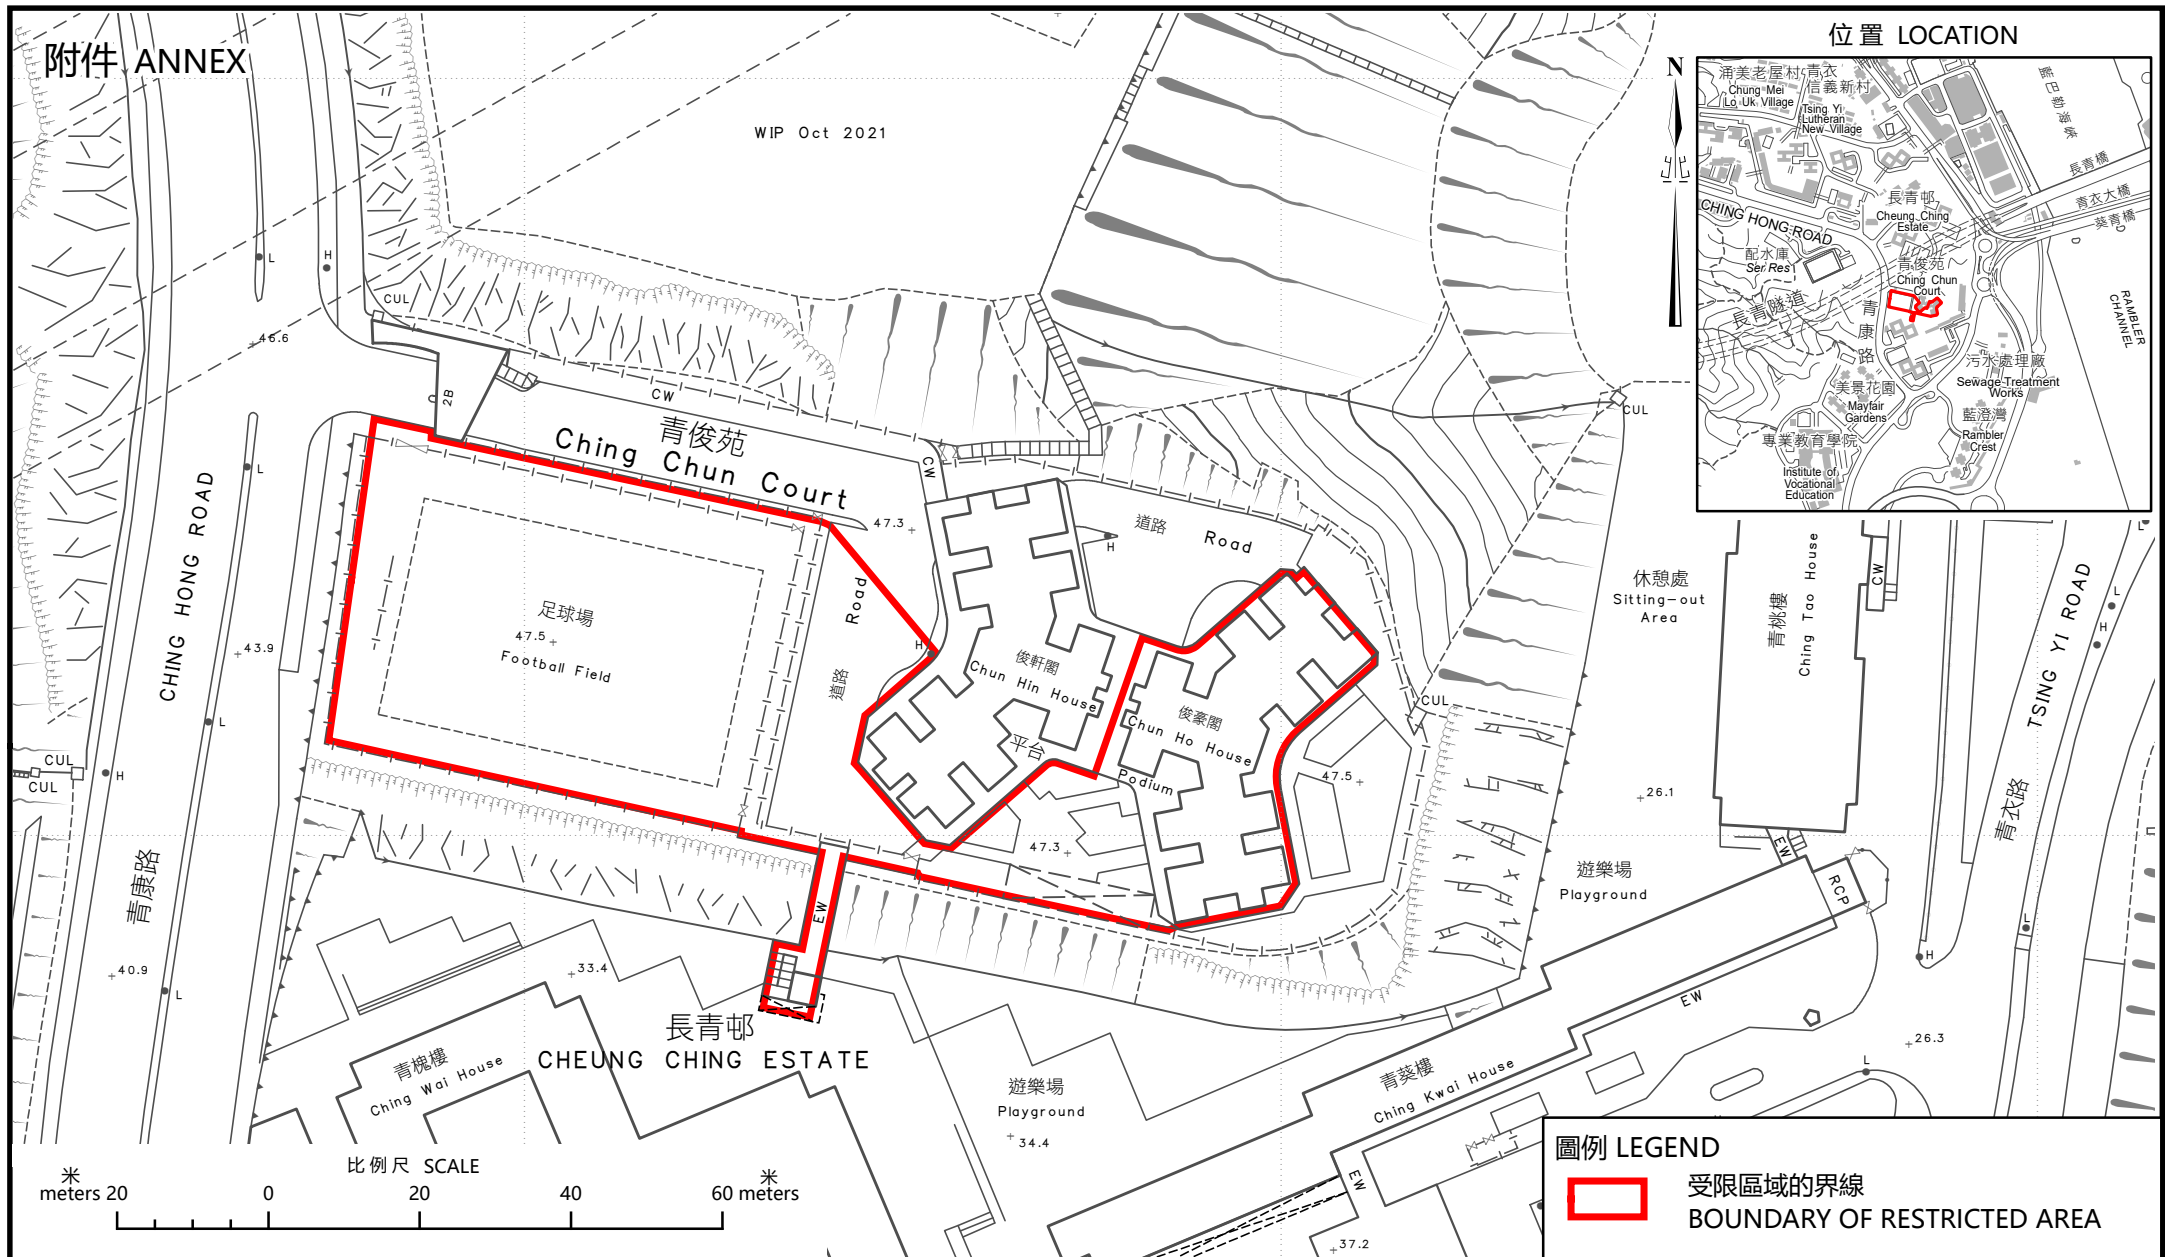 附件 ANNEX
WIP Oct 2021
位置 LOCATION
N
涌美老屋村
Chung Mei
Lo Uk Village
青衣
信義新村
Tsing Yi
Lutheran
New Village
藍巴勒海峽
長青橋
青衣大橋
葵青橋
長青邨
Cheung Ching
Estate
CHING HONG ROAD
配水庫
Ser Res
青俊苑
Ching Chun
Court
長青隧道
青康路
RAMBLER
CHANNEL
污水處理廠
Sewage Treatment
Works
美景花園
Mayfair
Gardens
藍澄灣
Rambler
Crest
專業教育學院
Institute of
Vocational
Education
D
D
L
H
CUL
46.6
2B
CW
青俊苑
Ching Chun Court
CW
47.3
道路
Road
H
CUL
L
CHING HONG ROAD
43.9
足球場
47.5
Football Field
Road
道路
H
俊軒閣
Chun Hin House
平台
俊豪閣
Chun Ho House
Podium
47.5
47.3
CUL
休憩處
Sitting-out
Area
青桃樓
Ching Tao House
CW
TSING YI ROAD
L
L
H
26.1
青衣路
遊樂場
Playground
EW
RCP
L
H
L
CUL
CUL
H
青康路
40.9
L
33.4
EW
長青邨
CHEUNG CHING ESTATE
青槐樓
Ching Wai House
遊樂場
Playground
34.4
青葵樓
Ching Kwai House
EW
26.3
L
EW
37.2
比例尺 SCALE
米
meters 20 0 20 40 60 meters
米
圖例 LEGEND
受限區域的界線
BOUNDARY OF RESTRICTED AREA